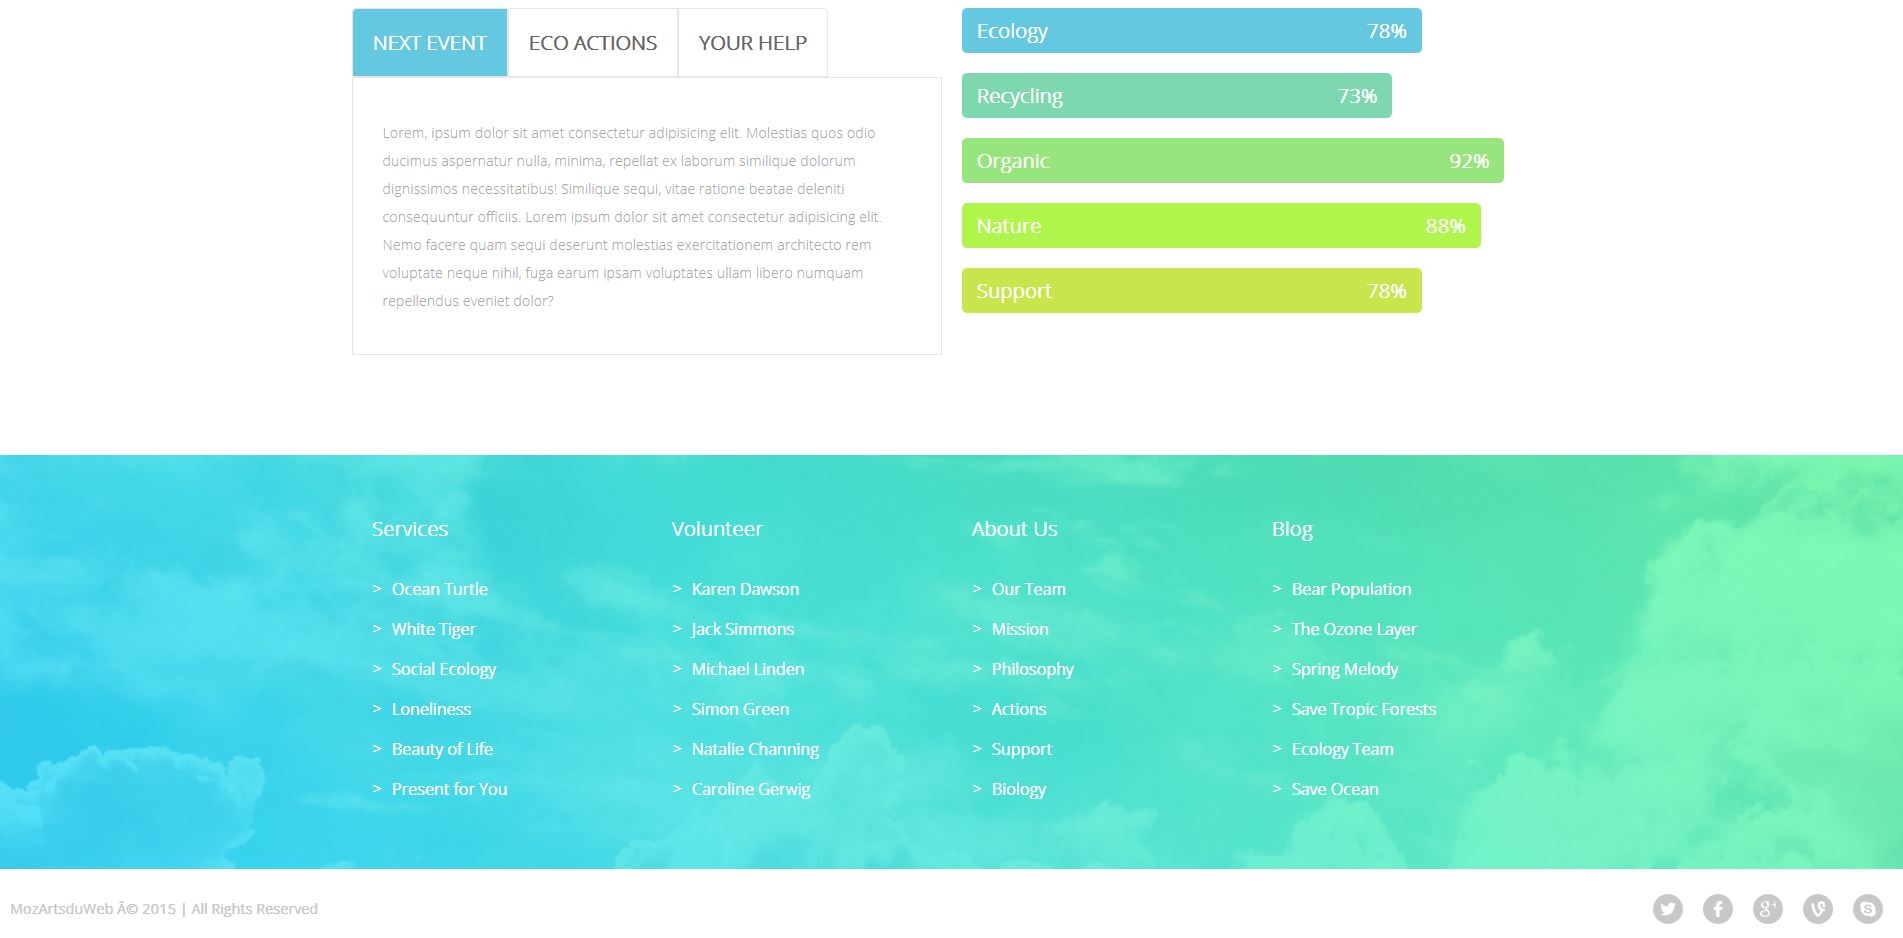 NEXT EVENT
ECO ACTIONS
YOUR HELP
Lorem, ipsum dolor sit amet consectetur adipisicing elit. Molestias quos odio
ducimus aspernatur nulla, minima, repellat ex laborum similique dolorum
dignissimos necessitatibus! Similique sequi, vitae ratione beatae deleniti
consequuntur officiis. Lorem ipsum dolor sit amet consectetur adipisicing elit.
Nemo facere quam sequi deserunt molestias exercitationem architecto rem
voluptate neque nihil, fuga earum ipsam voluptates ullam libero numquam
repellendus eveniet dolor?
Ecology 78%
Recycling 73%
Organic 92%
Nature 88%
Support 78%
Services
> Ocean Turtle
> White Tiger
> Social Ecology
> Loneliness
> Beauty of Life
> Present for You
Volunteer
> Karen Dawson
> Jack Simmons
> Michael Linden
> Simon Green
> Natalie Channing
> Caroline Gerwig
About Us
> Our Team
> Mission
> Philosophy
> Actions
> Support
> Biology
Blog
> Bear Population
> The Ozone Layer
> Spring Melody
> Save Tropic Forests
> Ecology Team
> Save Ocean
MozArtsduWeb Â© 2015 | All Rights Reserved